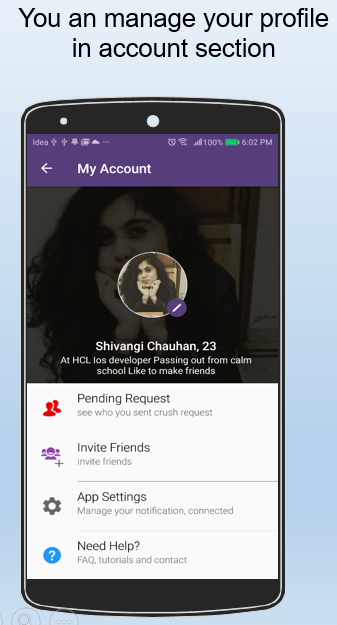 You an manage your profile
in account section
Idea
100%
6:02 PM
My Account
Shivangi Chauhan, 23
At HCL Ios developer Passing out from calm
school Like to make friends
Pending Request
see who you sent crush request
Invite Friends
Invite friends
App Settings
Manage your notification, connected
Need Help?
FAQ, tutorials and contact